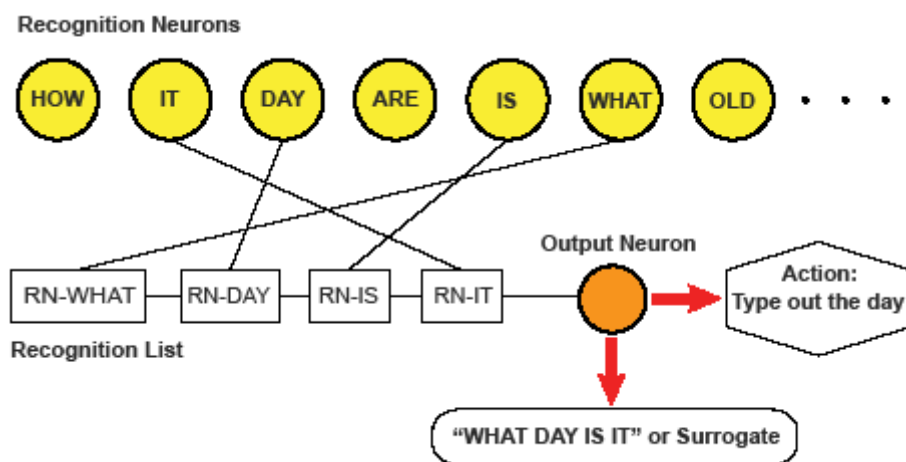 Recognition Neurons
HOW IT DAY ARE IS WHAT OLD . . .
Output Neuron
RN-WHAT RN-DAY RN-IS RN-IT
Action:
Type out the day
Recognition List
“WHAT DAY IS IT” or Surrogate